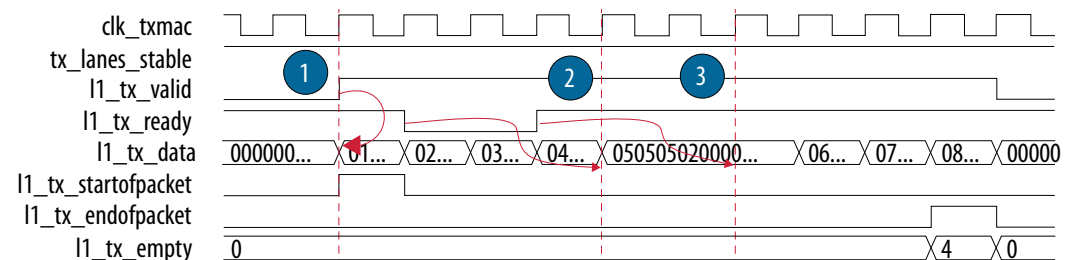 clk_txmac
tx_lanes_stable
1 2 3
l1_tx_valid
l1_tx_ready
l1_tx_data 000000... 01... 02... 03... 04... 050505020000... 06... 07... 08... 00000
l1_tx_startofpacket
l1_tx_endofpacket
l1_tx_empty 0 4 0